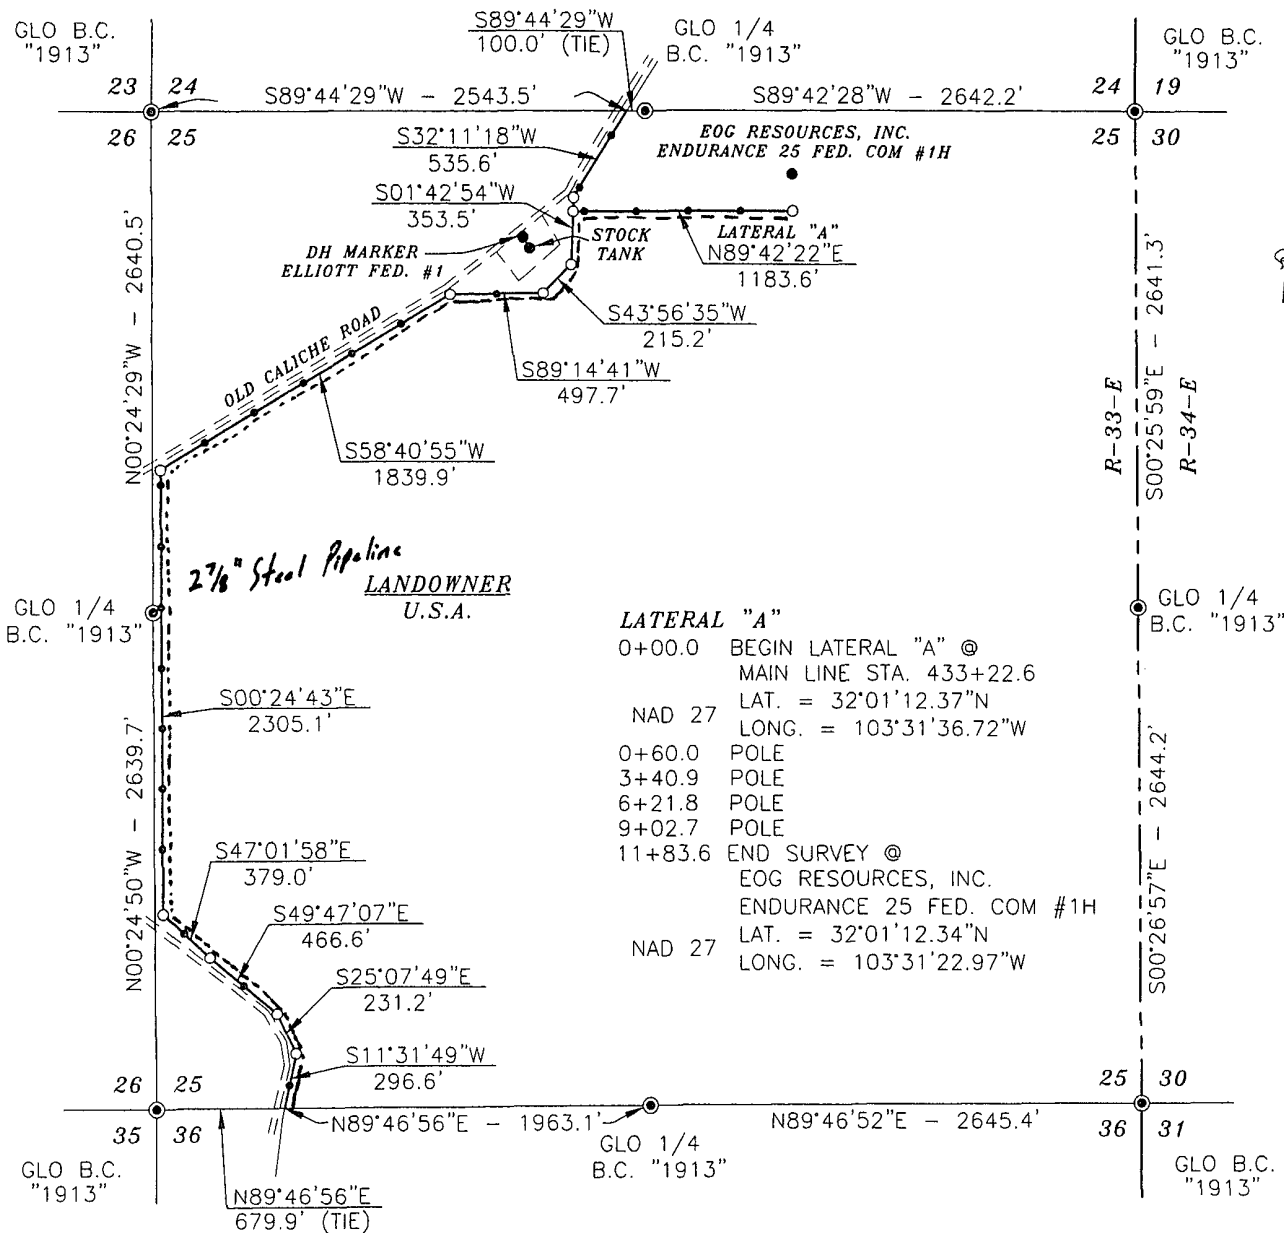 GLO B.C.
"1913"
S89°44'29"W
100.0' (TIE)
GLO 1/4
B.C. "1913"
GLO B.C.
"1913"
23 24
26 25
S89°44'29"W - 2543.5'
S89°42'28"W - 2642.2'
24 19
25 30
S32°11'18"W
535.6'
EOG RESOURCES, INC.
ENDURANCE 25 FED. COM #1H
S01°42'54"W
353.5'
DH MARKER
ELLIOTT FED. #1
STOCK
TANK
LATERAL "A"
N89°42'22"E
1183.6'
S43°56'35"W
215.2'
S89°14'41"W
497.7'
OLD CALICHE ROAD
S58°40'55"W
1839.9'
N00°24'29"W - 2640.5'
S00°25'59"E - 2641.3'
R-33-E
R-34-E
2 7/8" Steel Pipeline
LANDOWNER
U.S.A.
GLO 1/4
B.C. "1913"
GLO 1/4
B.C. "1913"
LATERAL "A"
0+00.0 BEGIN LATERAL "A" @
MAIN LINE STA. 433+22.6
NAD 27 LAT. = 32°01'12.37"N
LONG. = 103°31'36.72"W
0+60.0 POLE
3+40.9 POLE
6+21.8 POLE
9+02.7 POLE
11+83.6 END SURVEY @
EOG RESOURCES, INC.
ENDURANCE 25 FED. COM #1H
NAD 27 LAT. = 32°01'12.34"N
LONG. = 103°31'22.97"W
S00°24'43"E
2305.1'
N00°24'50"W - 2639.7'
S00°26'57"E - 2644.2'
S47°01'58"E
379.0'
S49°47'07"E
466.6'
S25°07'49"E
231.2'
S11°31'49"W
296.6'
26 25
35 36
N89°46'56"E - 1963.1'
N89°46'52"E - 2645.4'
25 30
36 31
GLO 1/4
B.C. "1913"
GLO B.C.
"1913"
N89°46'56"E
679.9' (TIE)
GLO B.C.
"1913"